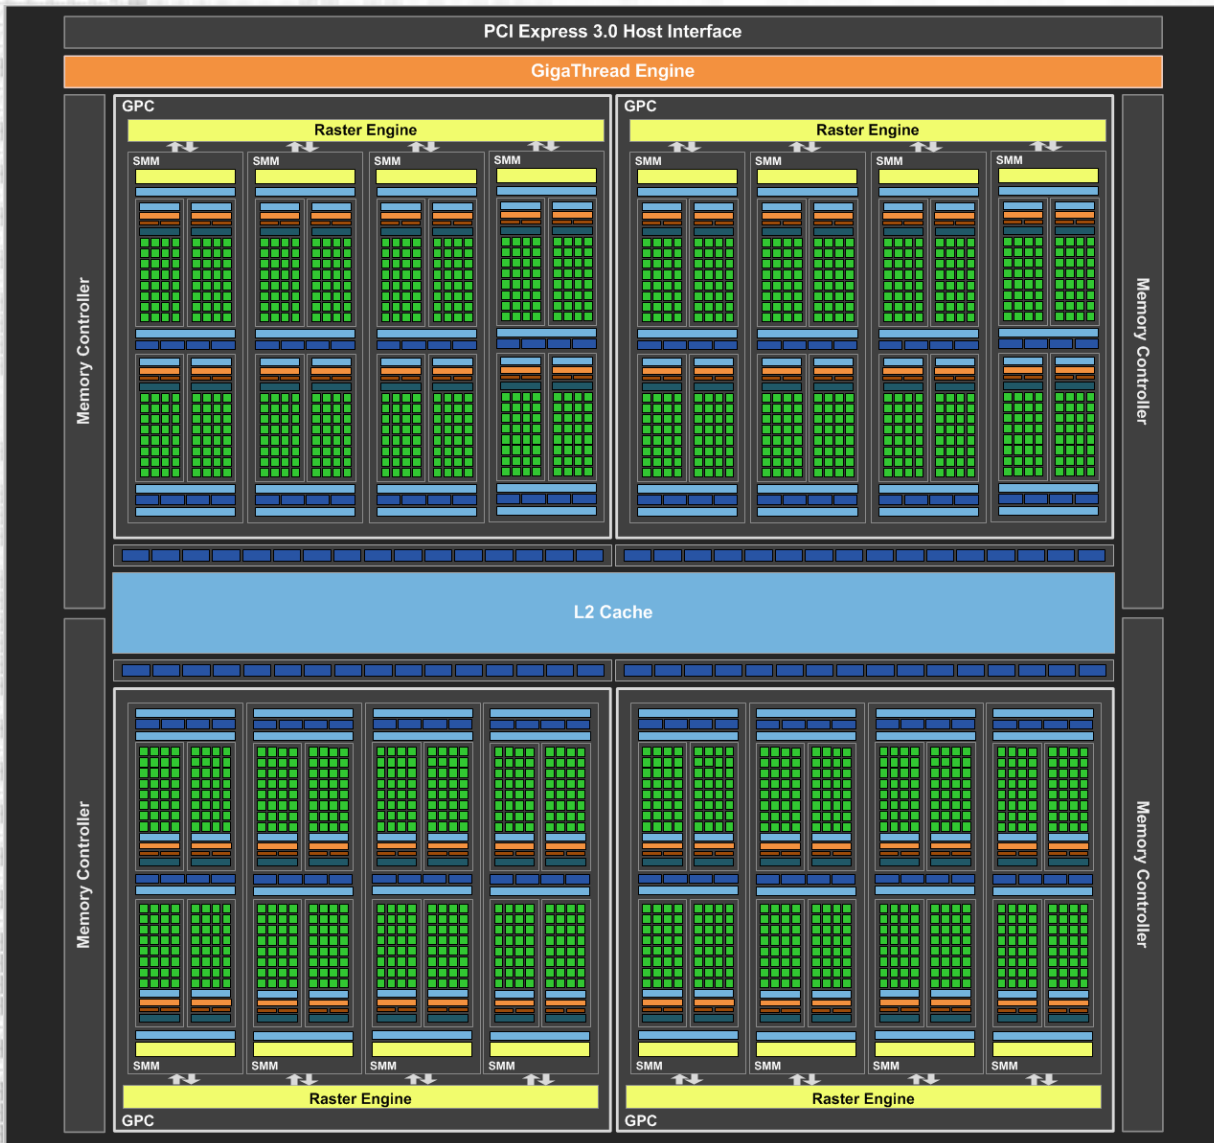 PCI Express 3.0 Host Interface
GigaThread Engine
GPC
GPC
Raster Engine
Raster Engine
SMM
SMM
SMM
SMM
SMM
SMM
SMM
SMM
Memory Controller
Memory Controller
L2 Cache
Memory Controller
Memory Controller
SMM
SMM
SMM
SMM
SMM
SMM
SMM
SMM
Raster Engine
Raster Engine
GPC
GPC